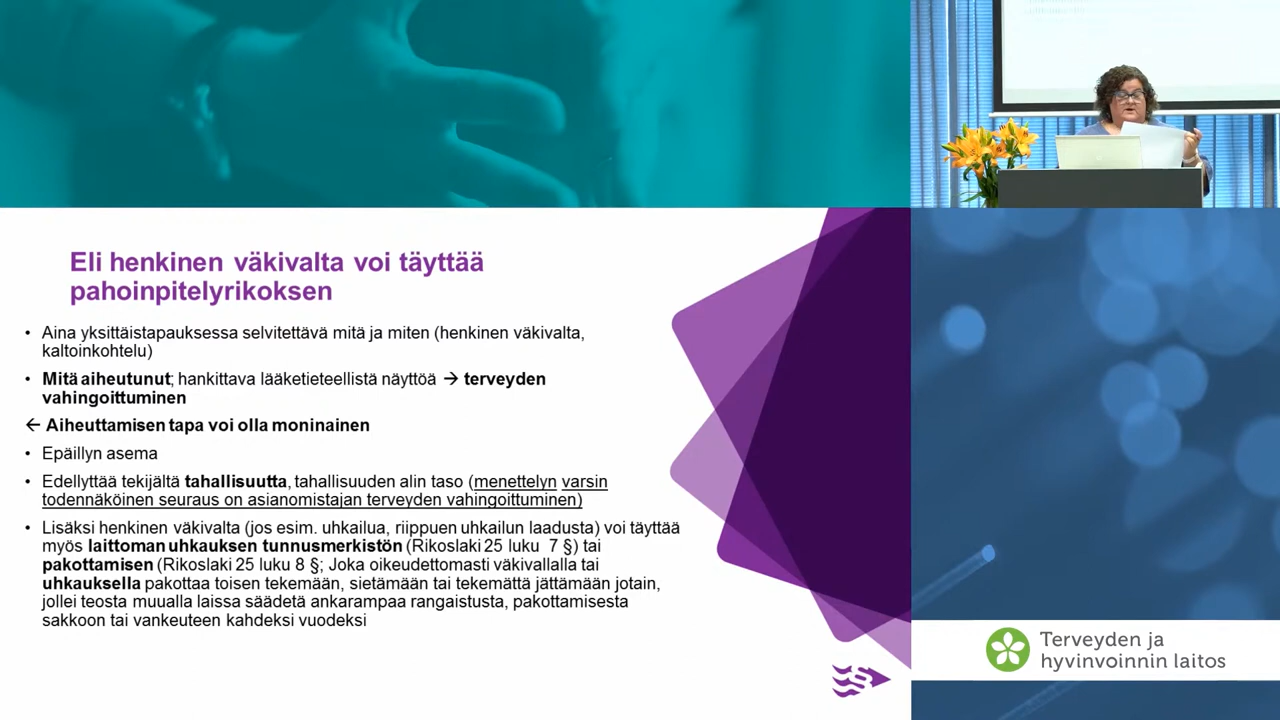 Eli henkinen väkivalta voi täyttää
pahoinpitelyrikoksen
• Aina yksittäistapauksessa selvitettävä mitä ja miten (henkinen väkivalta,
kaltoinkohtelu)
• Mitä aiheutunut; hankittava lääketieteellistä näyttöä → terveyden
vahingoittuminen
← Aiheuttamisen tapa voi olla moninainen
• Epäillyn asema
• Edellyttää tekijältä tahallisuutta, tahallisuuden alin taso (menettelyn varsin
todennäköinen seuraus on asianomistajan terveyden vahingoittuminen)
• Lisäksi henkinen väkivalta (jos esim. uhkailua, riippuen uhkailun laadusta) voi täyttää
myös laittoman uhkauksen tunnusmerkistön (Rikoslaki 25 luku 7 §) tai
pakottamisen (Rikoslaki 25 luku 8 §; Joka oikeudettomasti väkivallalla tai
uhkauksella pakottaa toisen tekemään, sietämään tai tekemättä jättämään jotain,
jollei teosta muualla laissa säädetä ankarampaa rangaistusta, pakottamisesta
sakkoon tai vankeuteen kahdeksi vuodeksi
Terveyden ja
hyvinvoinnin laitos